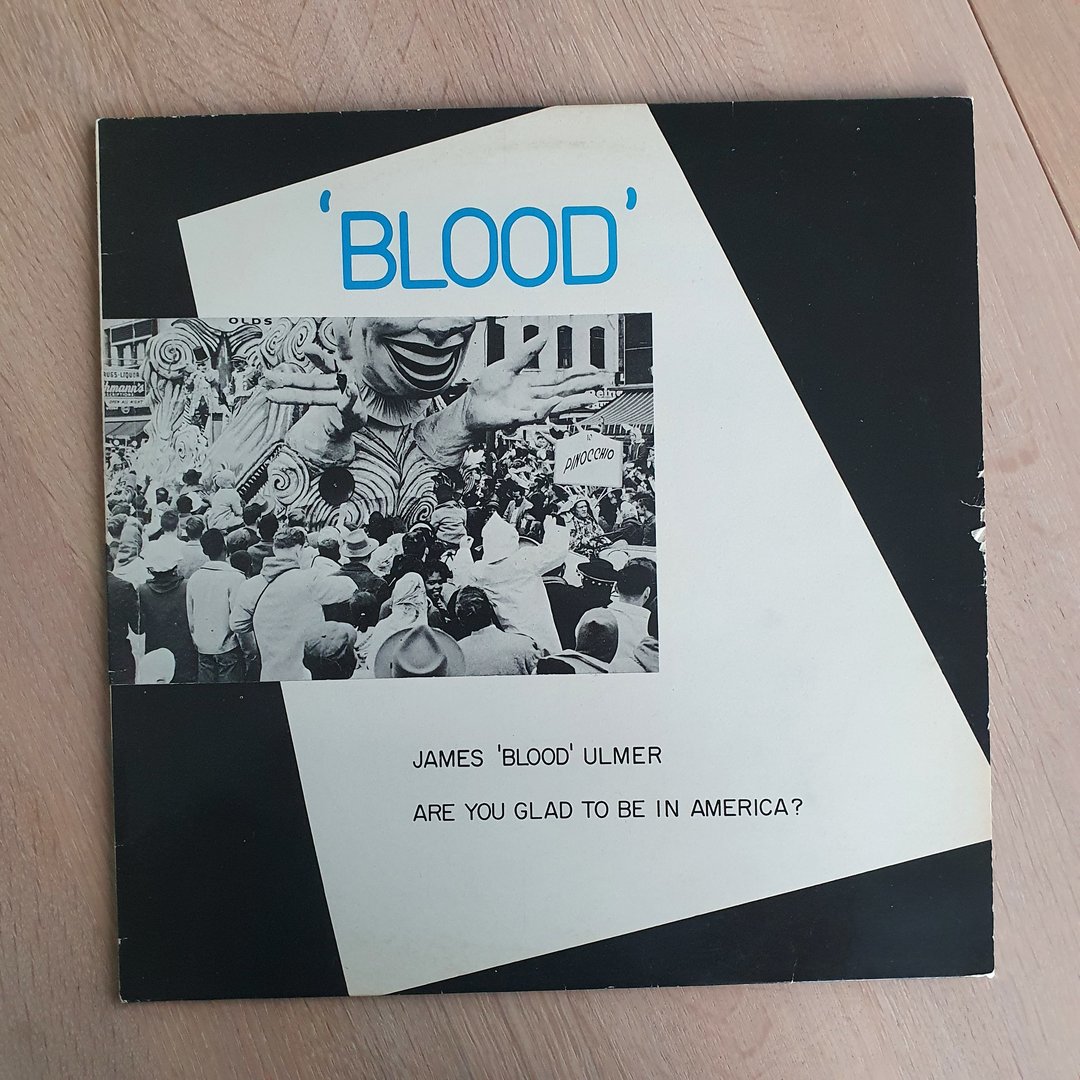 'BLOOD'
OLDS
PINOCCHIO
JAMES 'BLOOD' ULMER
ARE YOU GLAD TO BE IN AMERICA?